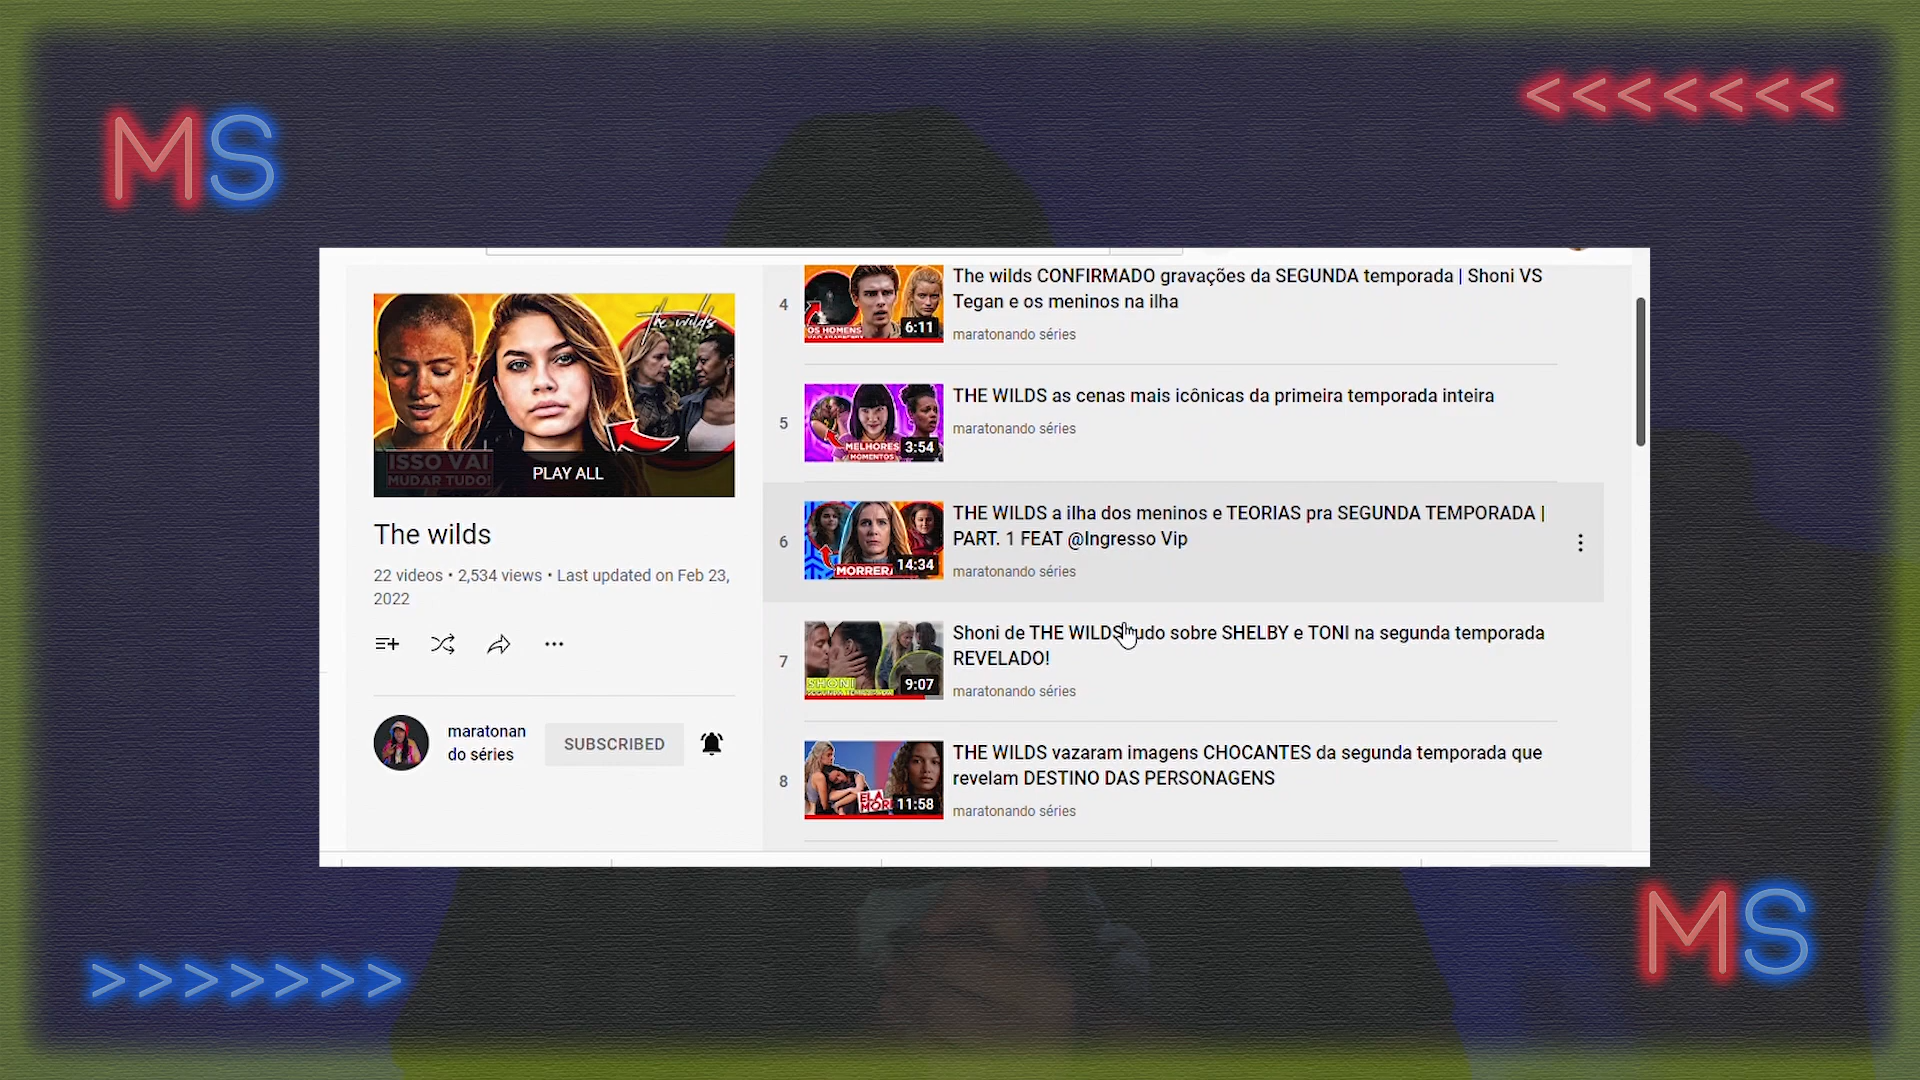 MS
<<<<<<<
the wilds
ISSO VAI
MUDAR TUDO!
PLAY ALL
The wilds
22 videos • 2,534 views • Last updated on Feb 23,
2022
maratonan
do séries
SUBSCRIBED
4
OS HOMENS
6:11
The wilds CONFIRMADO gravações da SEGUNDA temporada | Shoni VS
Tegan e os meninos na ilha
maratonando séries
5
MELHORES
MOMENTOS
3:54
THE WILDS as cenas mais icônicas da primeira temporada inteira
maratonando séries
6
MORRERA
14:34
THE WILDS a ilha dos meninos e TEORIAS pra SEGUNDA TEMPORADA |
PART. 1 FEAT @Ingresso Vip
maratonando séries
7
SHONI
9:07
Shoni de THE WILDS tudo sobre SHELBY e TONI na segunda temporada
REVELADO!
maratonando séries
8
ELA
MOR
11:58
THE WILDS vazaram imagens CHOCANTES da segunda temporada que
revelam DESTINO DAS PERSONAGENS
maratonando séries
>>>>>>>
MS